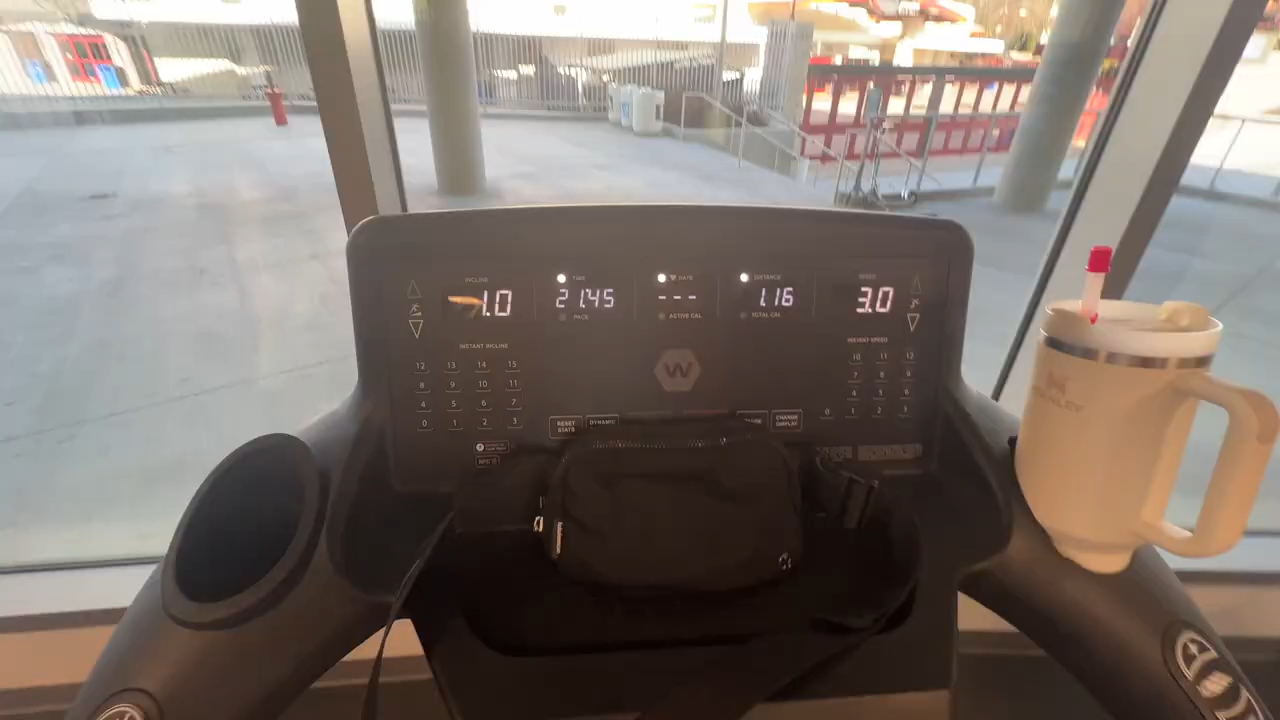 INCLINE
1.0
TIME
21:45
PACE
RATE
---
ACTIVE CAL
DISTANCE
1.16
TOTAL CAL
SPEED
3.0
INSTANT INCLINE
12 13 14 15
8 9 10 11
4 5 6 7
0 1 2 3
INSTANT SPEED
10 11 12
7 8 9
4 5 6
0 1 2 3
W
RESET
STATS
DYNAMIC
CHANGE
DISPLAY
STANLEY